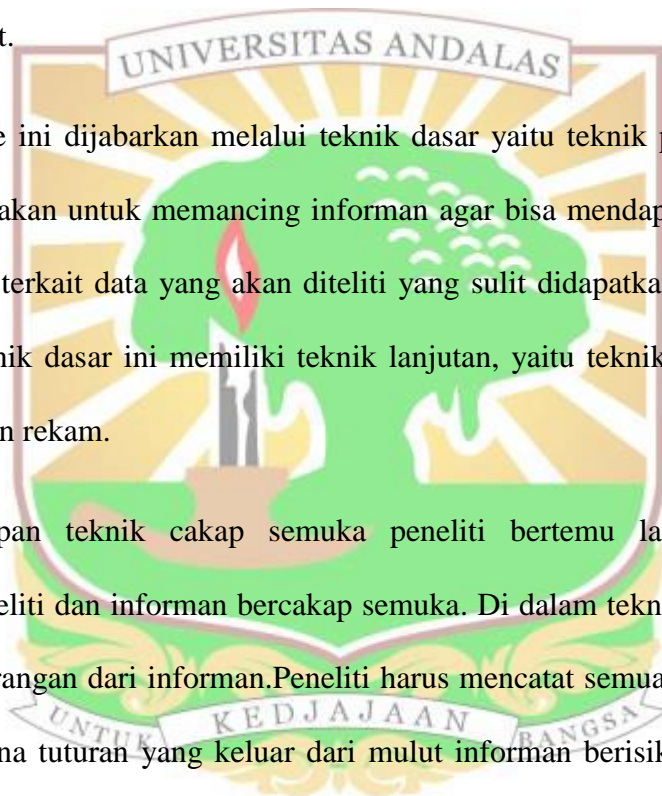 t.
UNIVERSITAS ANDALAS
e ini dijabarkan melalui teknik dasar yaitu teknik p
akan untuk memancing informan agar bisa mendap
terkait data yang akan diteliti yang sulit didapatka
nik dasar ini memiliki teknik lanjutan, yaitu teknik
n rekam.
pan teknik cakap semuka peneliti bertemu la
eliti dan informan bercakap semuka. Di dalam tekn
rangan dari informan.Peneliti harus mencatat semua
UNTUK KEDJAJAAN BANGSA
na tuturan yang keluar dari mulut informan berisik